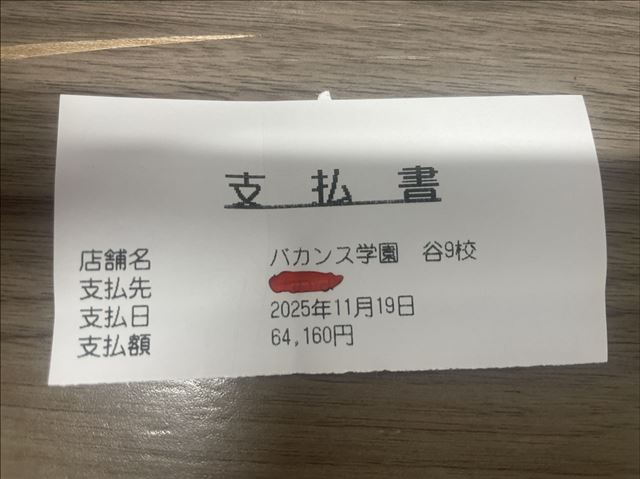 支払書
店舗名 バカンス学園 谷9校
支払先
支払日 2025年11月19日
支払額 64,160円